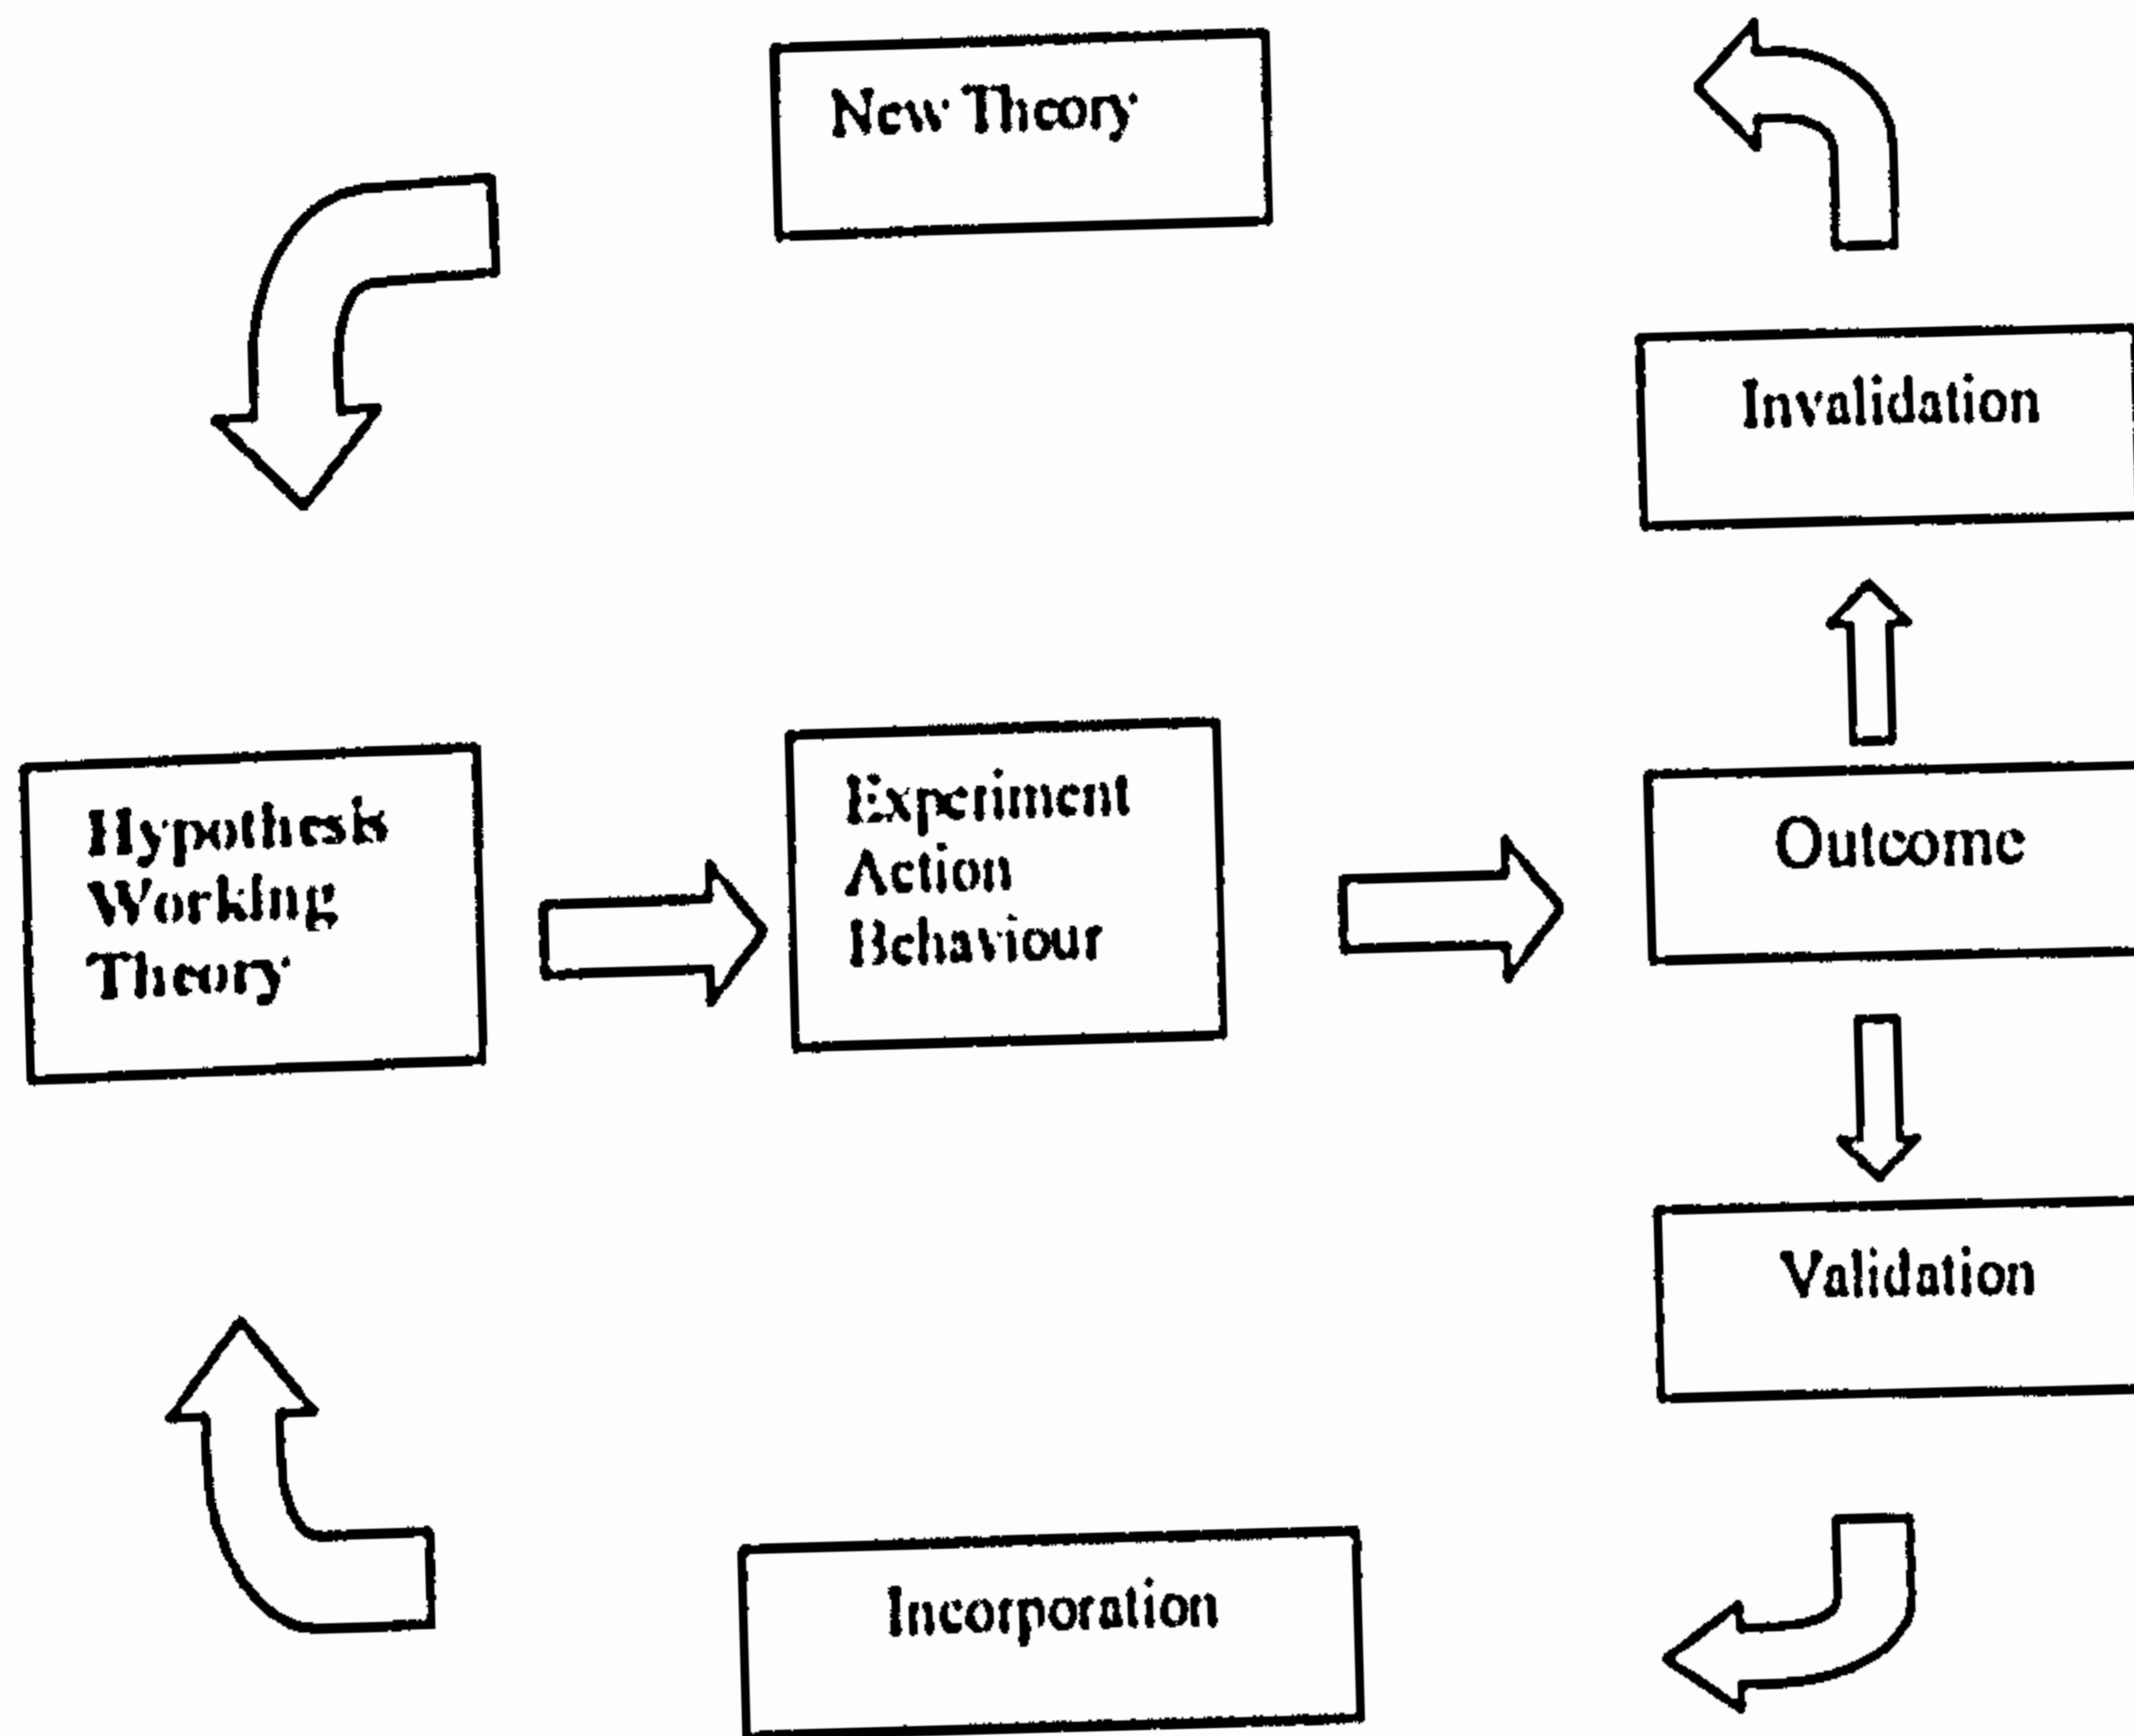 New Theory
Invalidation
Hypothesis
Working
Theory
Experiment
Action
Behaviour
Outcome
Validation
Incorporation